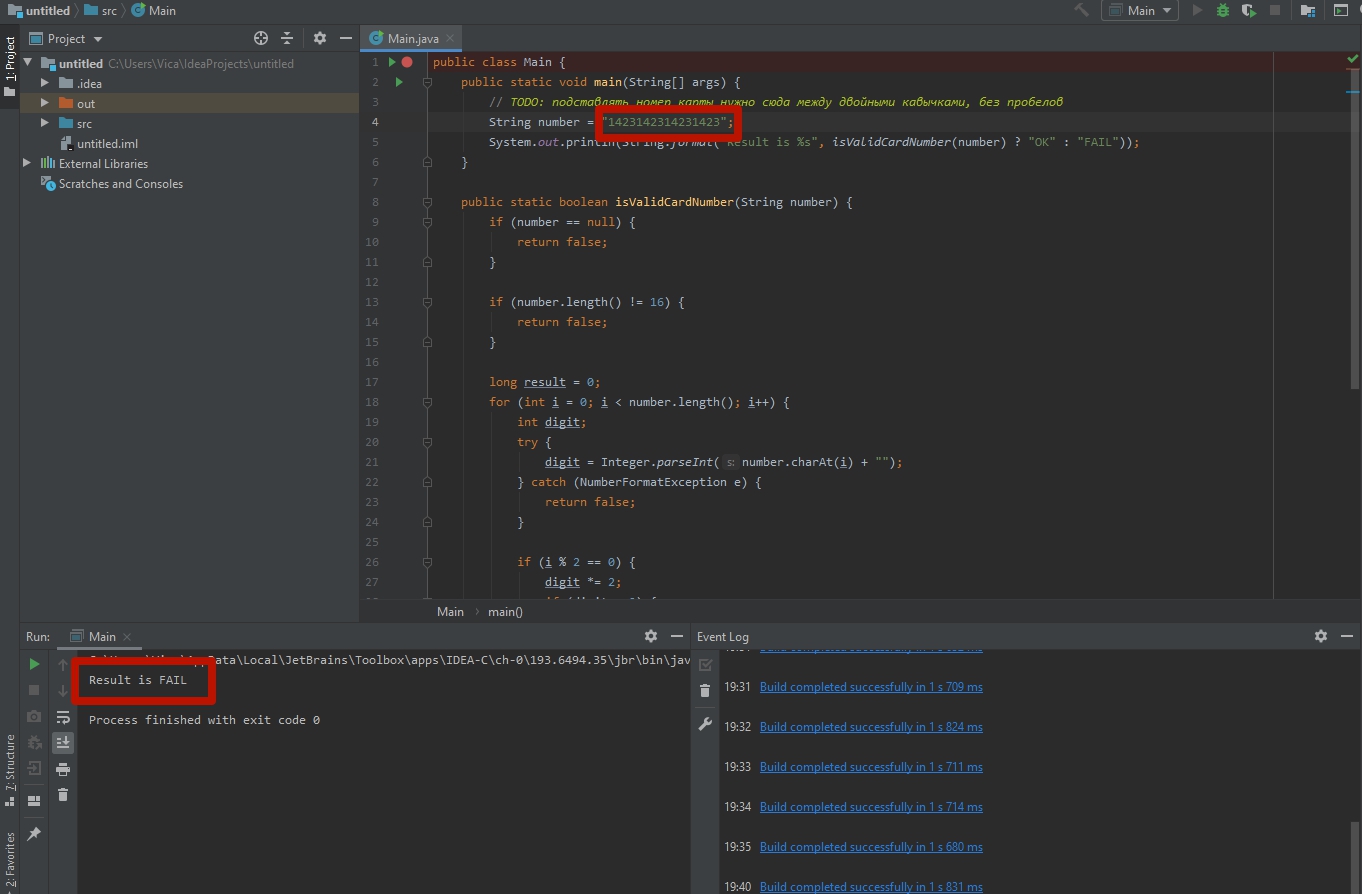 untitled src Main
Main
1: Project
Project
Main.java
untitled C:\Users\Vica\IdeaProjects\untitled
.idea
out
src
untitled.iml
External Libraries
Scratches and Consoles
1 public class Main {
2 public static void main(String[] args) {
3 // TODO: подставлять номер карты нужно сюда между двойными кавычками, без пробелов
4 String number = "1423142314231423";
5 System.out.println(String.format("Result is %s", isValidCardNumber(number) ? "OK" : "FAIL"));
6 }
7
8 public static boolean isValidCardNumber(String number) {
9 if (number == null) {
10 return false;
11 }
12
13 if (number.length() != 16) {
14 return false;
15 }
16
17 long result = 0;
18 for (int i = 0; i < number.length(); i++) {
19 int digit;
20 try {
21 digit = Integer.parseInt( s: number.charAt(i) + "");
22 } catch (NumberFormatException e) {
23 return false;
24 }
25
26 if (i % 2 == 0) {
27 digit *= 2;
Main main()
Run: Main
\JetBrains\Toolbox\apps\IDEA-C\ch-0\193.6494.35\jbr\bin\jav
Result is FAIL
Process finished with exit code 0
Event Log
19:31 Build completed successfully in 1 s 709 ms
19:32 Build completed successfully in 1 s 824 ms
19:33 Build completed successfully in 1 s 711 ms
19:34 Build completed successfully in 1 s 714 ms
19:35 Build completed successfully in 1 s 680 ms
19:40 Build completed successfully in 1 s 831 ms
7: Structure
2: Favorites